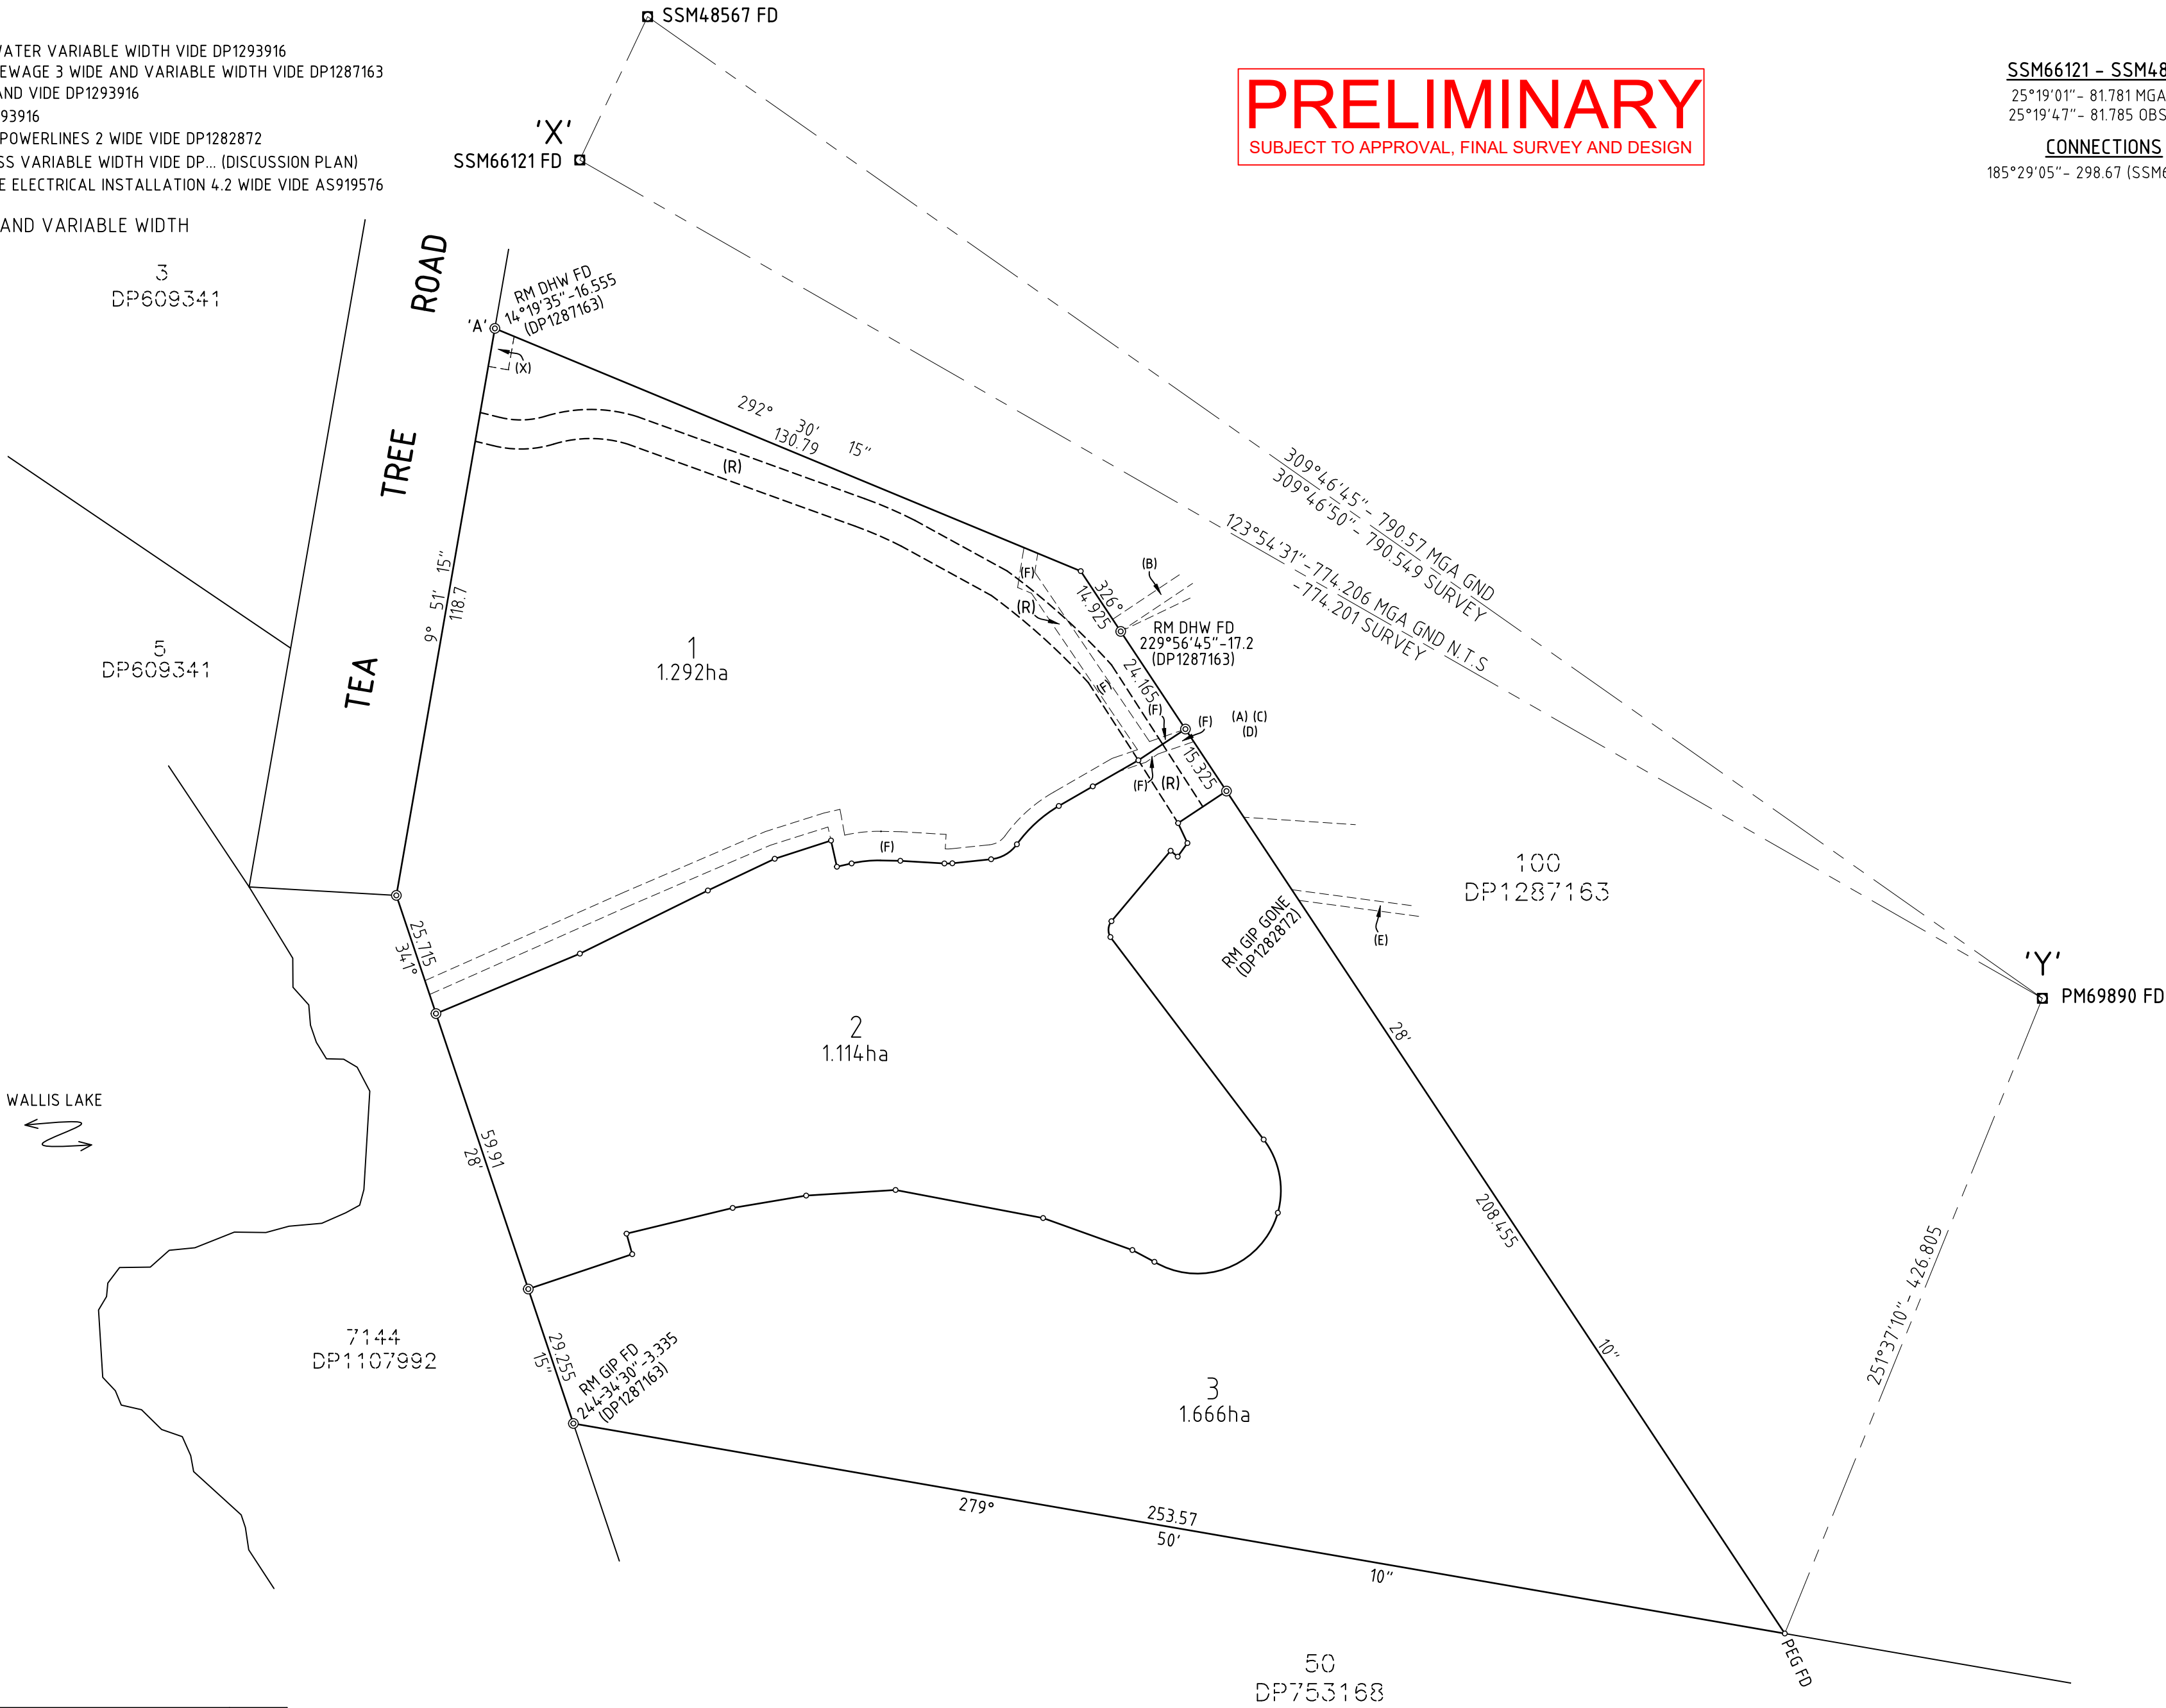 SSM48567 FD
WATER VARIABLE WIDTH VIDE DP1293916
SEWAGE 3 WIDE AND VARIABLE WIDTH VIDE DP1287163
AND VIDE DP1293916
93916
POWERLINES 2 WIDE VIDE DP1282872
SS VARIABLE WIDTH VIDE DP... (DISCUSSION PLAN)
E ELECTRICAL INSTALLATION 4.2 WIDE VIDE AS919576
AND VARIABLE WIDTH
PRELIMINARY
SUBJECT TO APPROVAL, FINAL SURVEY AND DESIGN
SSM66121 - SSM48
25°19'01"- 81.781 MGA
25°19'47"- 81.785 OBS
CONNECTIONS
185°29'05"- 298.67 (SSM6
'X'
SSM66121 FD
3
DP609341
TEA TREE ROAD
RM DHW FD
14°19'35"-16.555
(DP1287163)
'A'
(X)
292° 30' 15"
130.79
(R)
309°46'45"- 790.57 MGA GND
309°46'50"- 790.549 SURVEY
123°54'31"-774.206 MGA GND N.T.S
-774.201 SURVEY
9° 51' 15"
118.7
5
DP609341
1
1.292ha
(F)
(R)
(B)
326°
14.925
RM DHW FD
229°56'45"-17.2
(DP1287163)
24.165
(F)
(F)
(F)
(A) (C)
(D)
15.325
(F)
(R)
(F)
100
DP1287163
RM GIP GONE
(DP1282872)
(E)
25.715
341°
'Y'
PM69890 FD
2
1.114ha
28'
WALLIS LAKE
59.91
28'
208.455
251°37'10"- 426.805
7144
DP1107992
29.255
15"
RM GIP FD
244-34'30"-3.335
(DP1287163)
10"
3
1.666ha
279° 50' 10"
253.57
PEG FD
50
DP753168